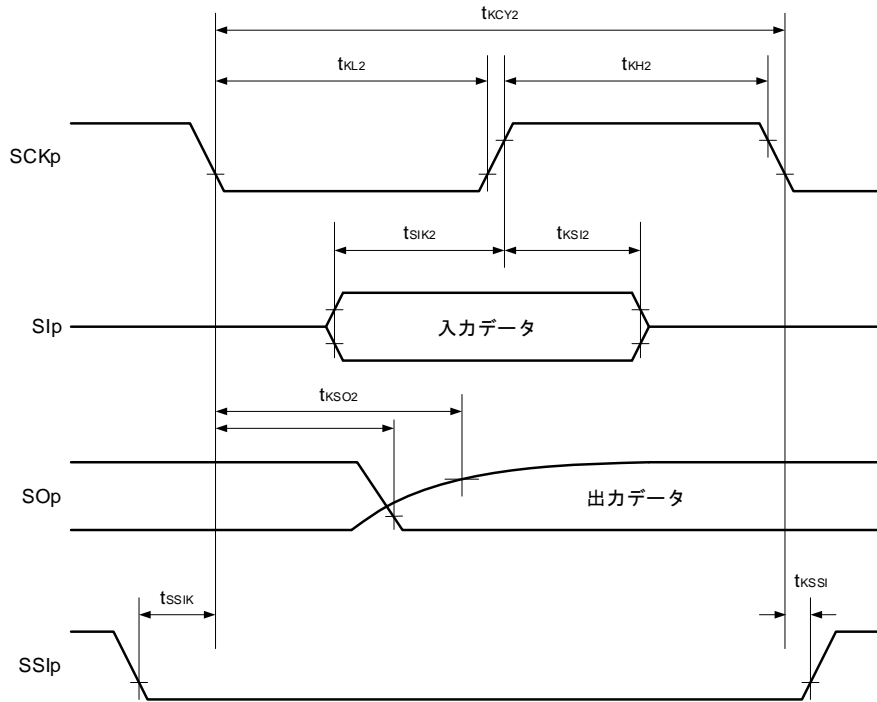 tKCY2
tKL2
tKH2
SCKp
tSIK2
tKSI2
SIp
入力データ
tKSO2
SOp
出力データ
tSSIK
tKSSI
SSIp